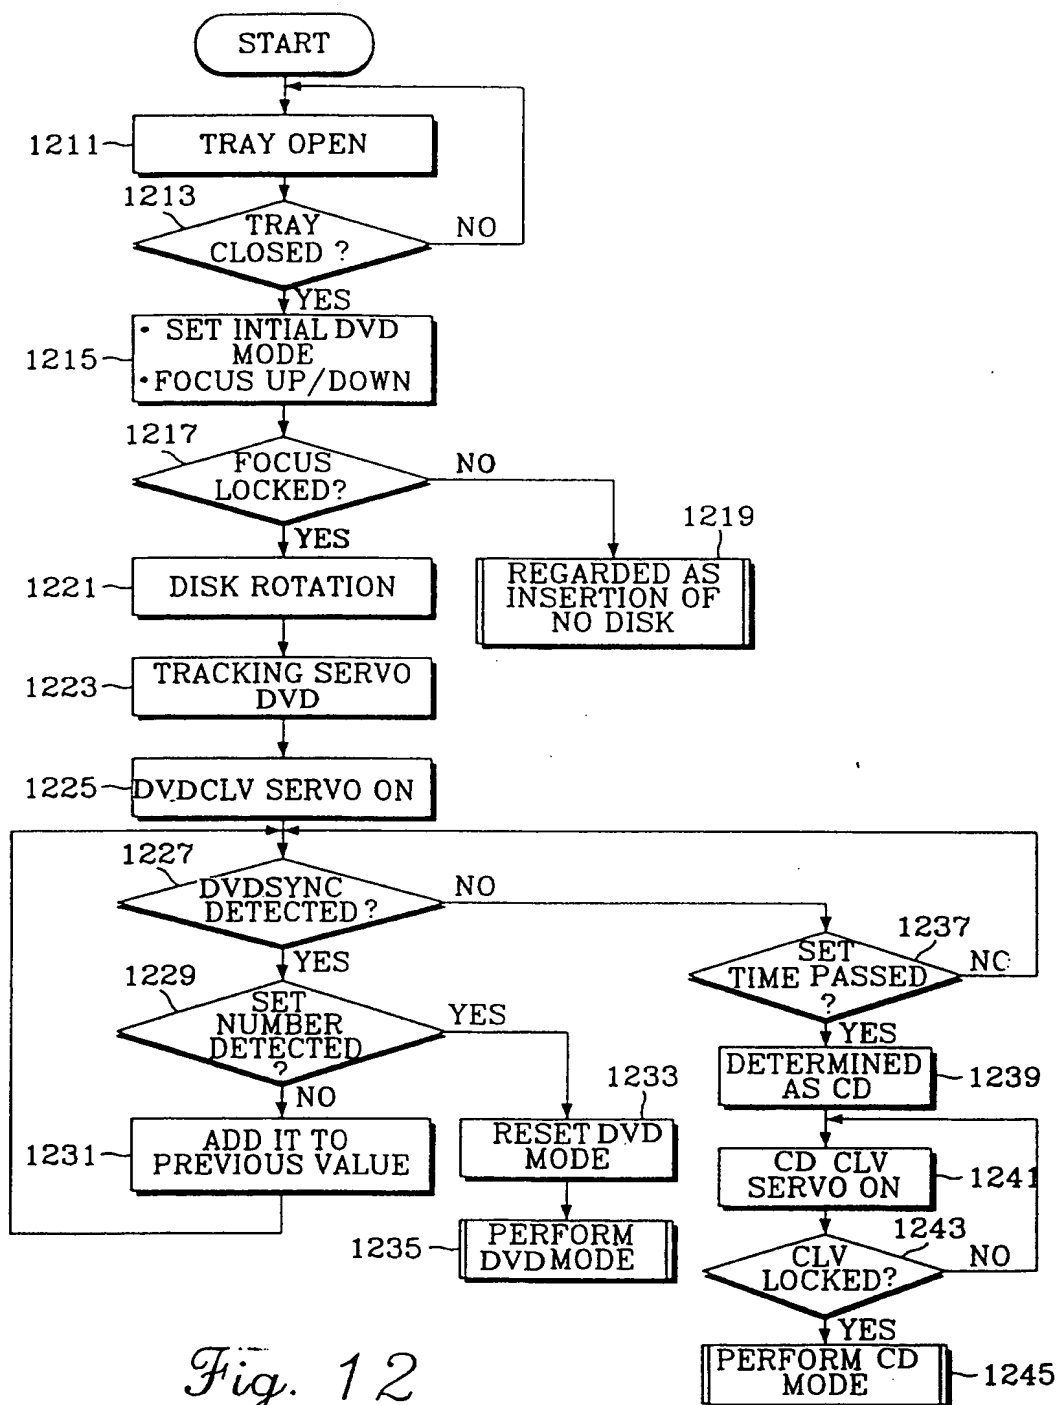 START
1211
TRAY OPEN
1213
TRAY
CLOSED ?
NO
YES
1215
• SET INTIAL DVD
MODE
• FOCUS UP/DOWN
1217
FOCUS
LOCKED?
NO
YES
1219
REGARDED AS
INSERTION OF
NO DISK
1221
DISK ROTATION
1223
TRACKING SERVO
DVD
1225
DVDCLV SERVO ON
1227
DVDSYNC
DETECTED ?
NO
YES
1237
SET
TIME PASSED
?
NO
YES
1229
SET
NUMBER
DETECTED
?
YES
NO
1231
ADD IT TO
PREVIOUS VALUE
1233
RESET DVD
MODE
1235
PERFORM
DVD MODE
DETERMINED
AS CD
1239
CD CLV
SERVO ON
1241
1243
CLV
LOCKED?
NO
YES
PERFORM CD
MODE
1245
Fig. 12